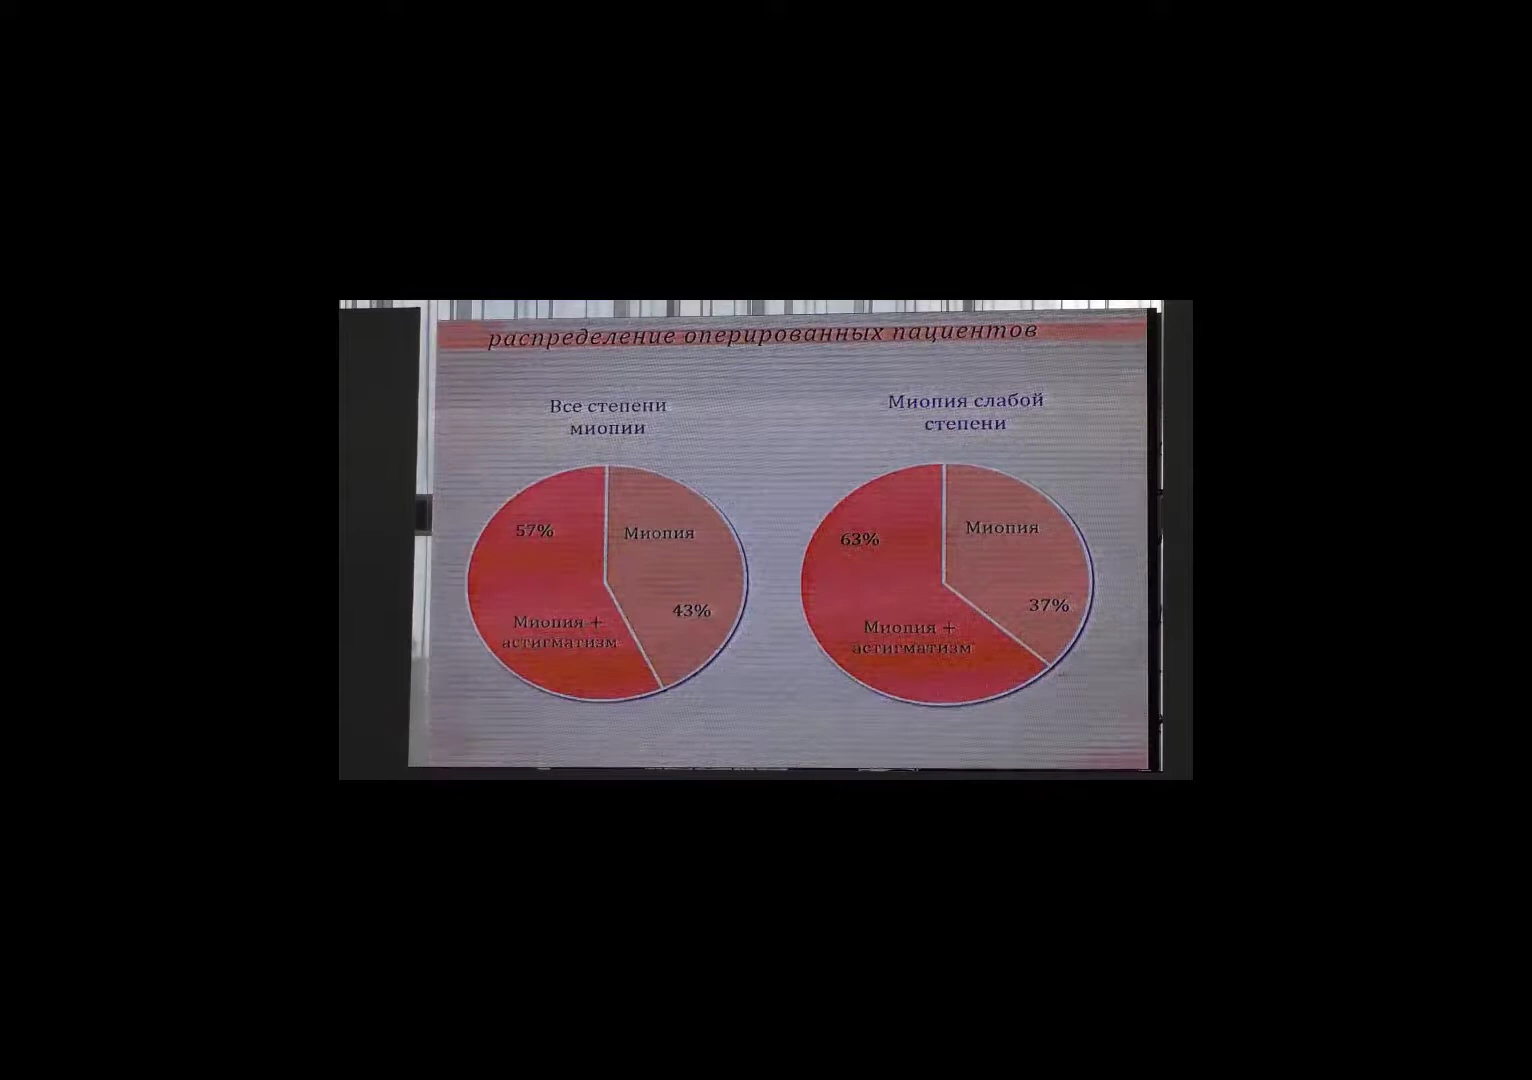 распределение оперированных пациентов
Все степени
миопии
Миопия слабой
степени
57%
Миопия
43%
Миопия +
астигматизм
63%
Миопия
37%
Миопия +
астигматизм